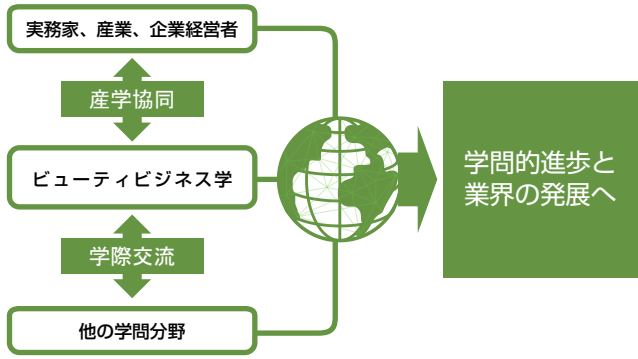 実務家、産業、企業経営者
産学協同
ビューティビジネス学
学際交流
他の学問分野
学問的進歩と
業界の発展へ